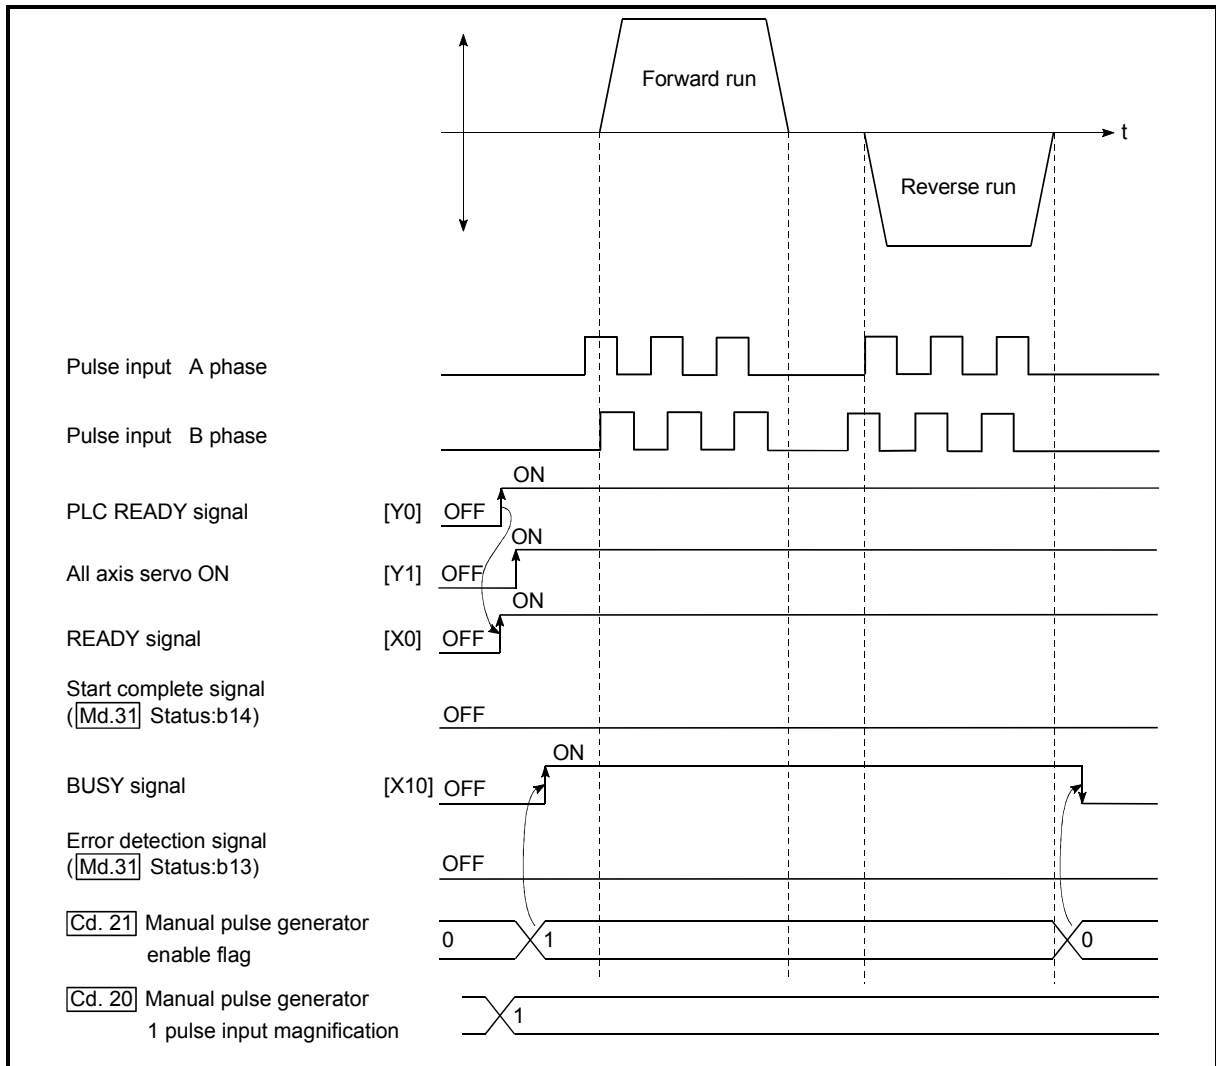 Forward run
t
Reverse run
Pulse input A phase
Pulse input B phase
ON
PLC READY signal [Y0] OFF
ON
All axis servo ON [Y1] OFF
ON
READY signal [X0] OFF
Start complete signal
(Md.31 Status:b14) OFF
ON
BUSY signal [X10] OFF
Error detection signal
(Md.31 Status:b13) OFF
Cd. 21 Manual pulse generator
0 1 0
enable flag
Cd. 20 Manual pulse generator
1
1 pulse input magnification